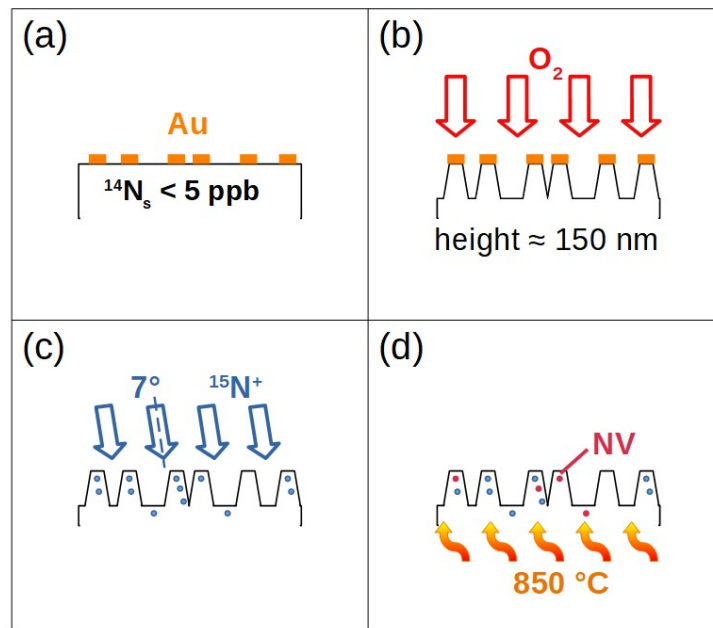 (a)
Au
¹⁴Nₛ < 5 ppb
(b)
O₂
height ≈ 150 nm
(c)
7° ¹⁵N⁺
(d)
NV
850 °C